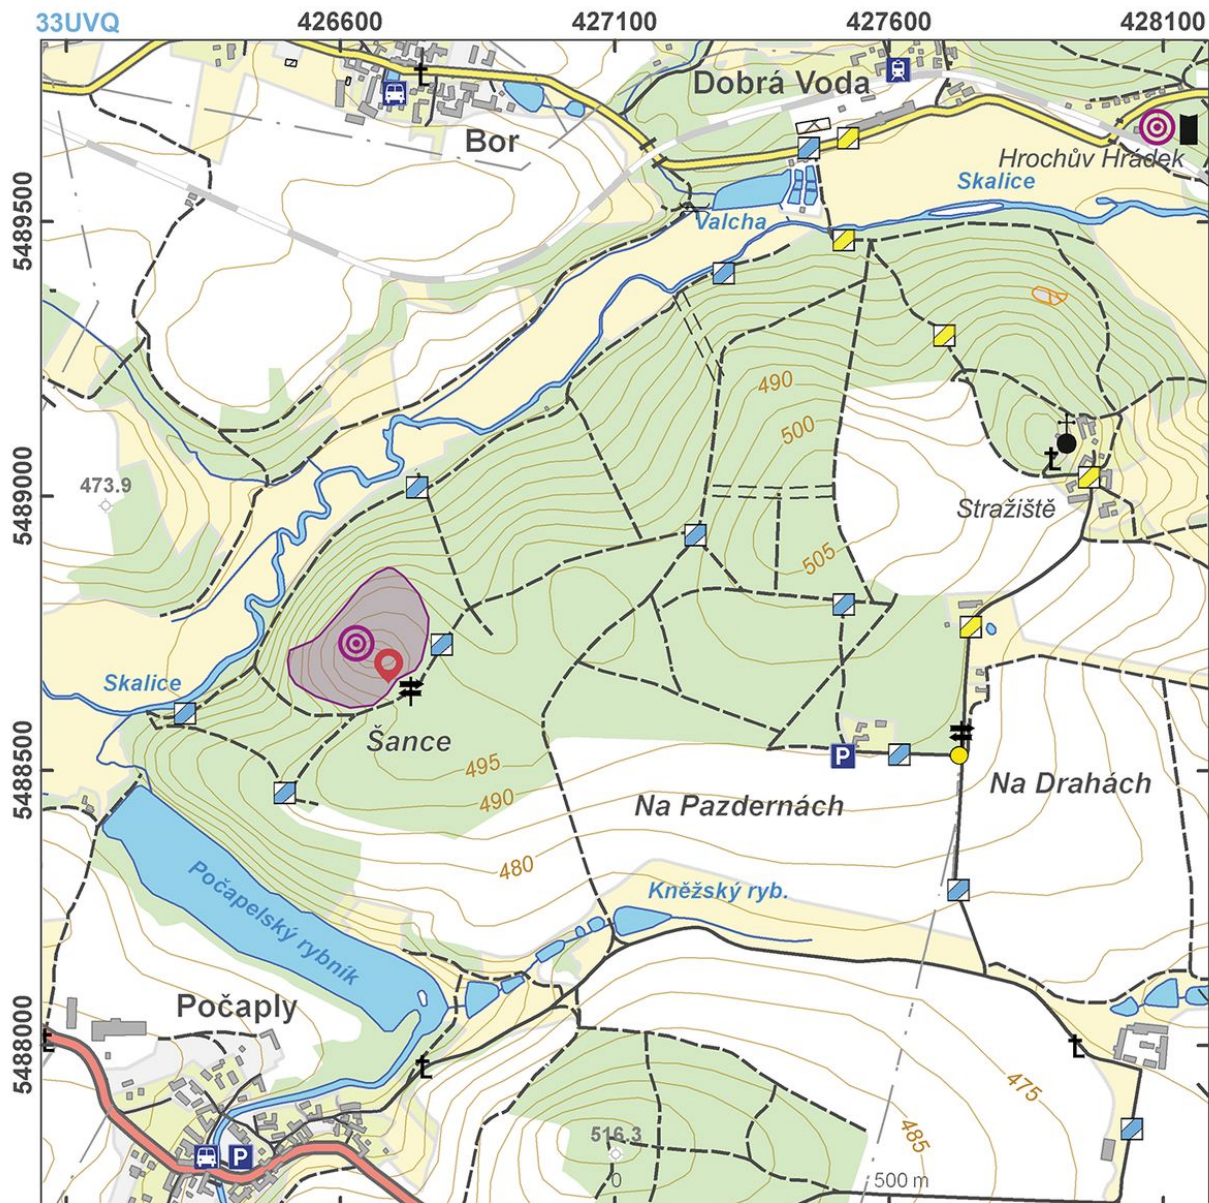 33UVQ 426600 427100 427600 428100
Dobrá Voda
Bor
Hrochův Hrádek
Skalice
5489500
Valcha
490
500
473.9
5489000
Stražiště
505
Skalice
Šance
P
495
5488500
Na Drahách
490
Na Pazdernách
480
Kněžský ryb.
Počapelský rybník
Počaply
5488000
475
485
516.3
P
0 500 m